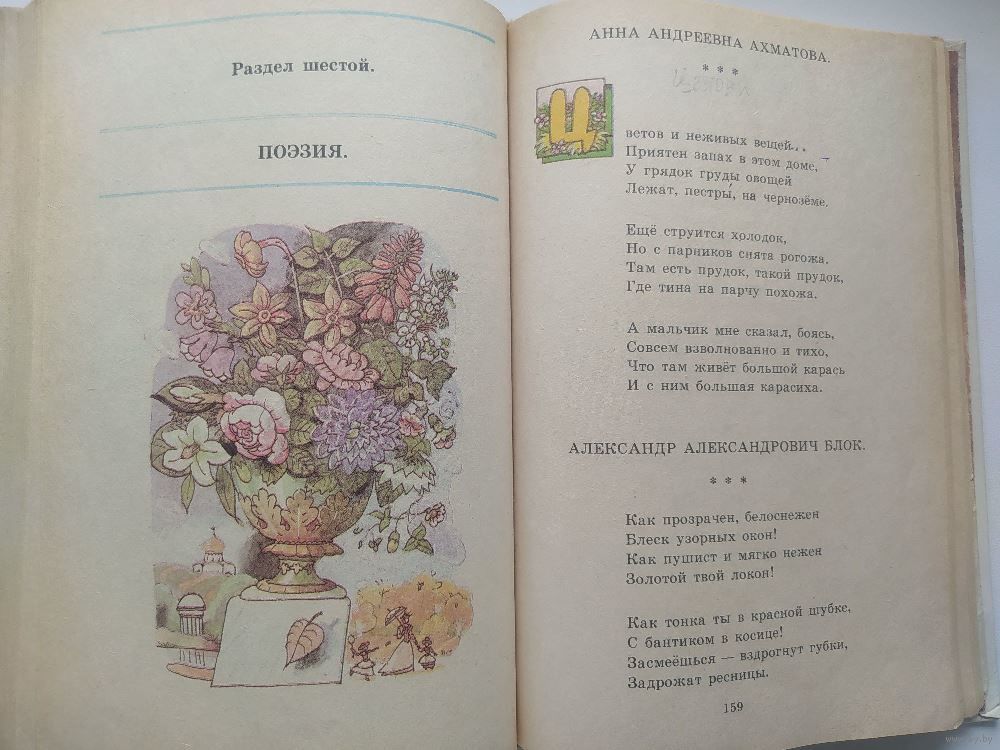 Раздел шестой.
ПОЭЗИЯ.
АННА АНДРЕЕВНА АХМАТОВА.
* * *
Цветов и неживых вещей...
Приятен запах в этом доме,
У грядок груды овощей
Лежат, пестры, на чернозёме.
Ещё струится холодок,
Но с парников снята рогожа.
Там есть прудок, такой прудок,
Где тина на парчу похожа.
А мальчик мне сказал, боясь,
Совсем взволнованно и тихо,
Что там живёт большой карась
И с ним большая карасиха.
АЛЕКСАНДР АЛЕКСАНДРОВИЧ БЛОК.
* * *
Как прозрачен, белоснежен
Блеск узорных окон!
Как пушист и мягко нежен
Золотой твой локон!
Как тонка ты в красной шубке,
С бантиком в косице!
Засмеёшься — вздрогнут губки,
Задрожат ресницы.
159